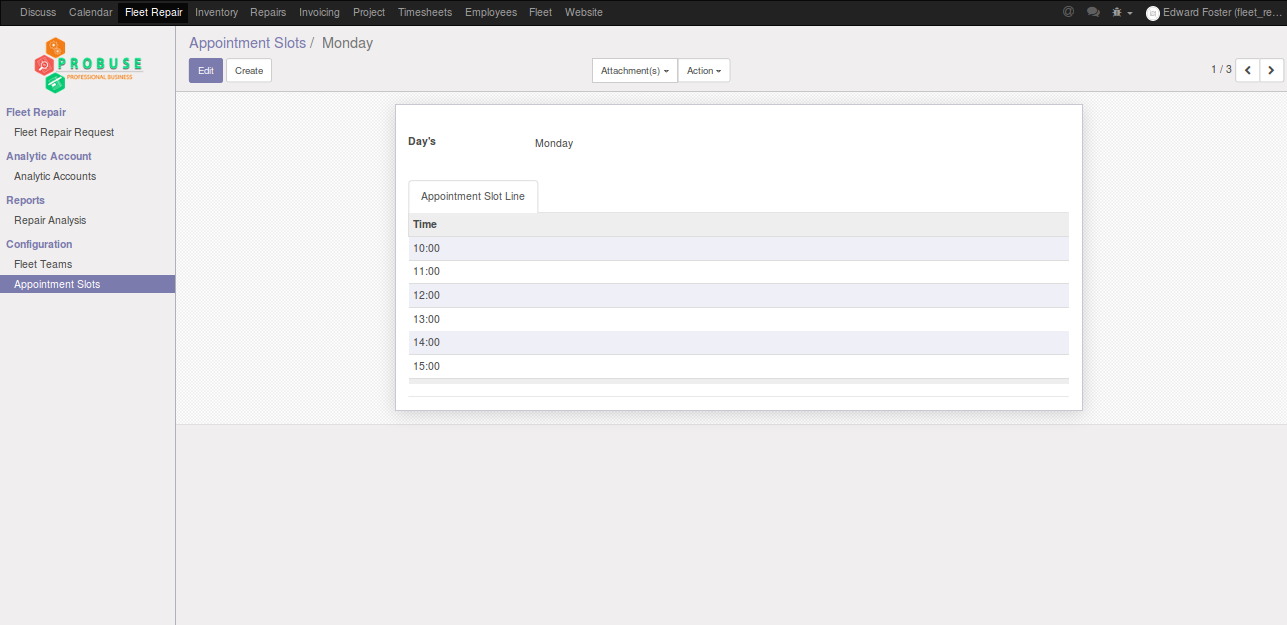 Discuss Calendar Fleet Repair Inventory Repairs Invoicing Project Timesheets Employees Fleet Website @ Edward Foster (fleet_re...
PROBUSE
PROFESSIONAL BUSINESS
Fleet Repair
Fleet Repair Request
Analytic Account
Analytic Accounts
Reports
Repair Analysis
Configuration
Fleet Teams
Appointment Slots
Appointment Slots / Monday
Edit Create Attachment(s) Action 1 / 3
Day's Monday
Appointment Slot Line
Time
10:00
11:00
12:00
13:00
14:00
15:00